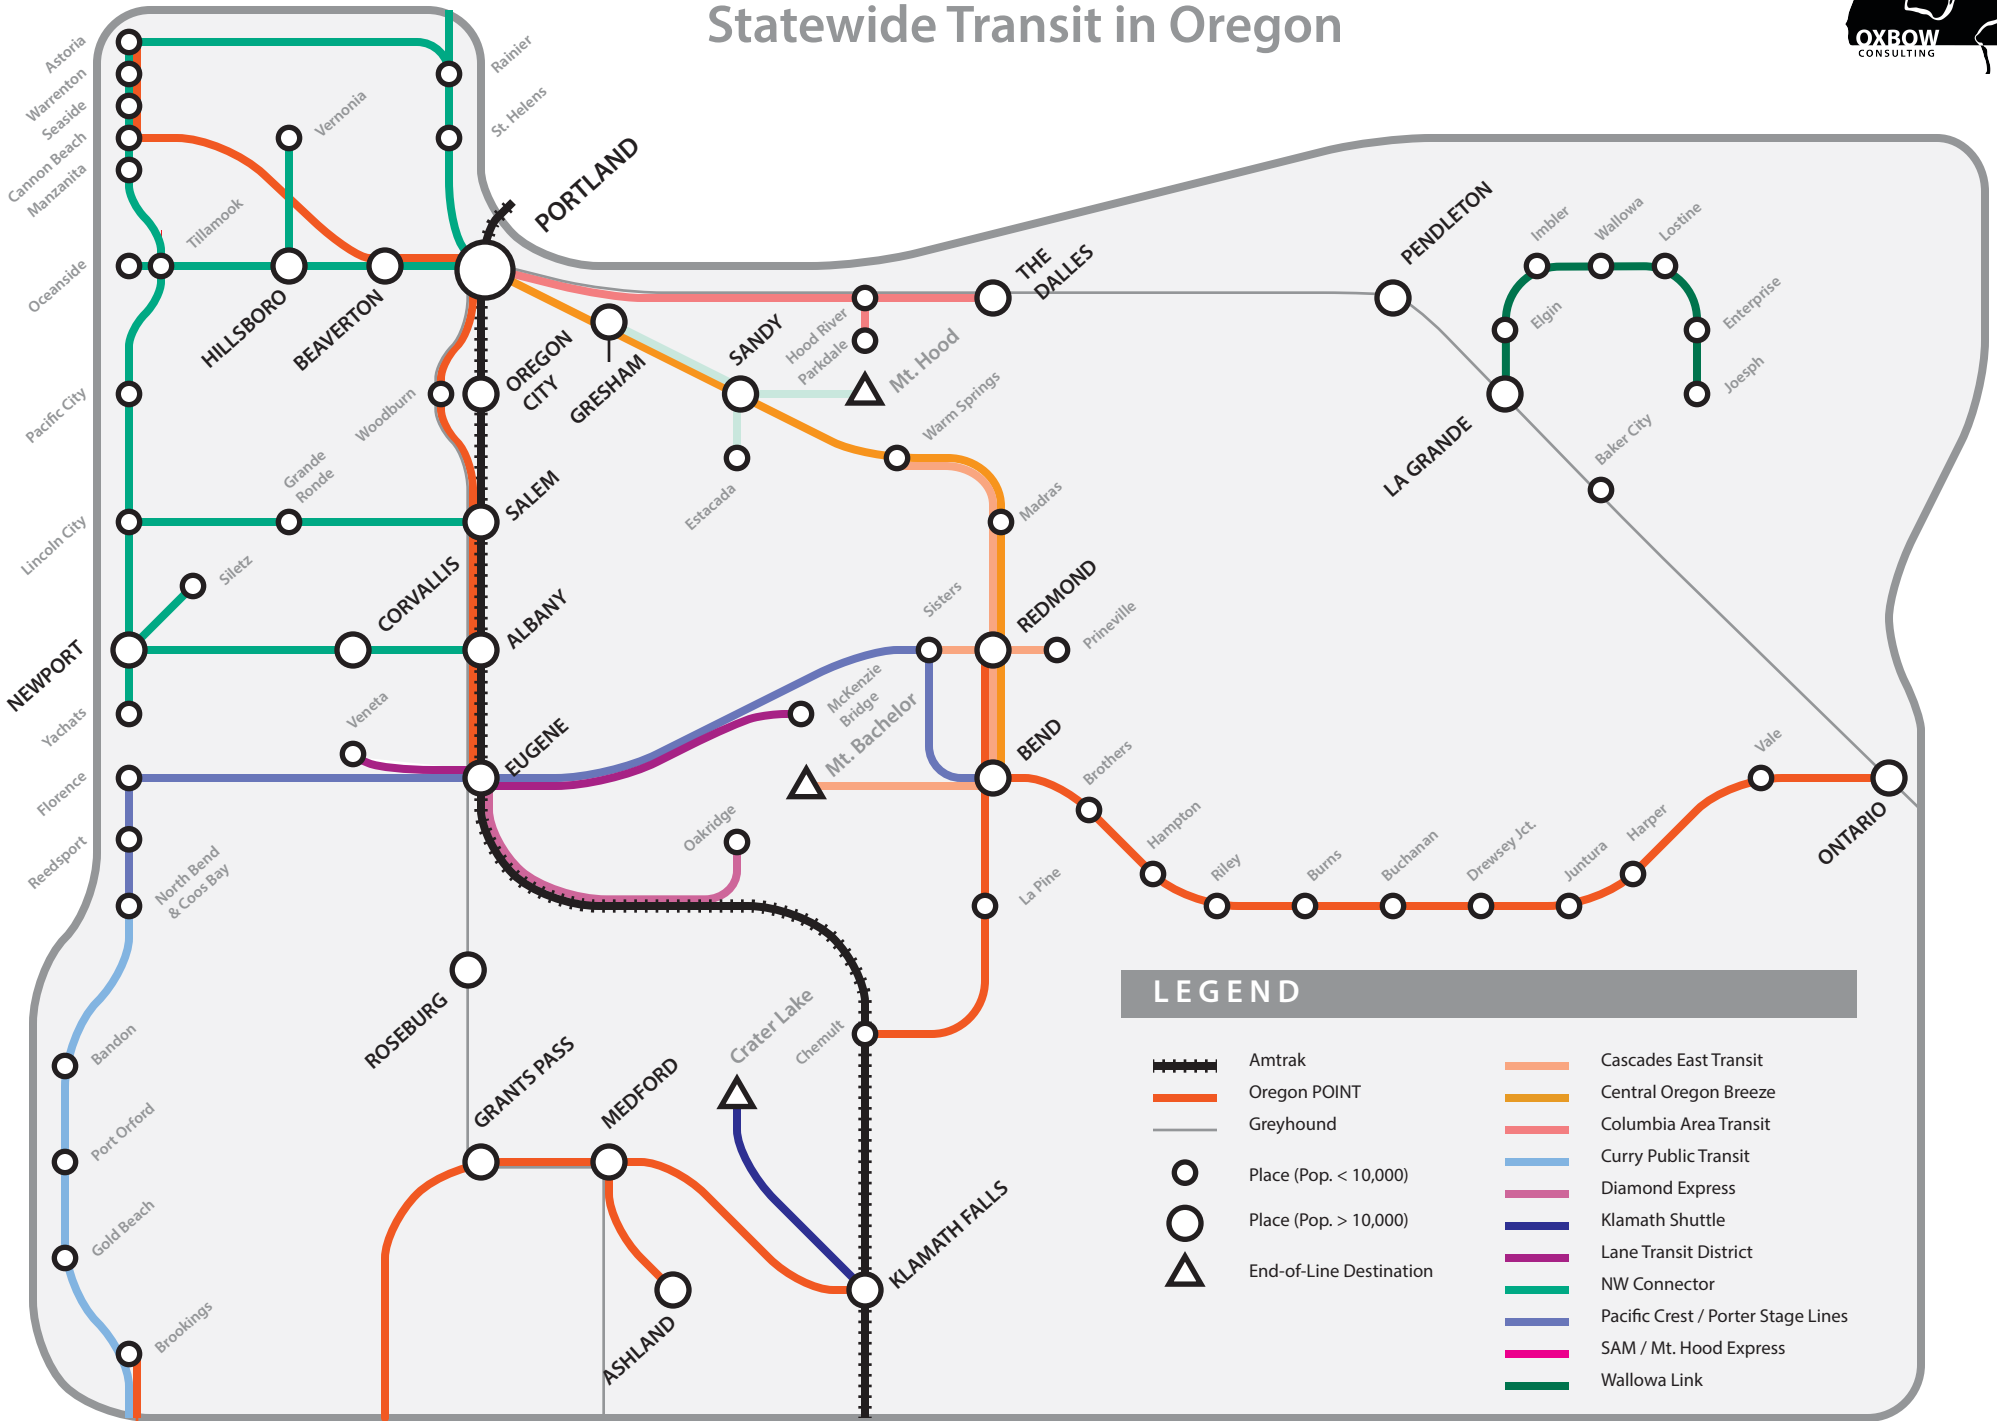 Statewide Transit in Oregon
OXBOW
CONSULTING
Astoria
Warrenton
Seaside
Cannon Beach
Manzanita
Vernonia
Rainier
St. Helens
PORTLAND
Tillamook
Oceanside
HILLSBORO
BEAVERTON
OREGON
CITY
GRESHAM
SANDY
Hood River
Parkdale
Mt. Hood
THE
DALLES
PENDLETON
Imbler
Wallowa
Lostine
Elgin
Enterprise
Joesph
LA GRANDE
Baker City
Pacific City
Woodburn
Warm Springs
Estacada
Madras
Grande
Ronde
Lincoln City
SALEM
Siletz
CORVALLIS
ALBANY
Sisters
REDMOND
Prineville
NEWPORT
Yachats
Veneta
EUGENE
McKenzie
Bridge
Mt. Bachelor
BEND
Brothers
Hampton
Riley
Burns
Buchanan
Drewsey Jct.
Juntura
Harper
Vale
ONTARIO
Florence
Reedsport
North Bend
& Coos Bay
Oakridge
La Pine
ROSEBURG
Crater Lake
Chemult
Bandon
Port Orford
Gold Beach
Brookings
GRANTS PASS
MEDFORD
ASHLAND
KLAMATH FALLS
LEGEND
Amtrak
Oregon POINT
Greyhound
Place (Pop. < 10,000)
Place (Pop. > 10,000)
End-of-Line Destination
Cascades East Transit
Central Oregon Breeze
Columbia Area Transit
Curry Public Transit
Diamond Express
Klamath Shuttle
Lane Transit District
NW Connector
Pacific Crest / Porter Stage Lines
SAM / Mt. Hood Express
Wallowa Link